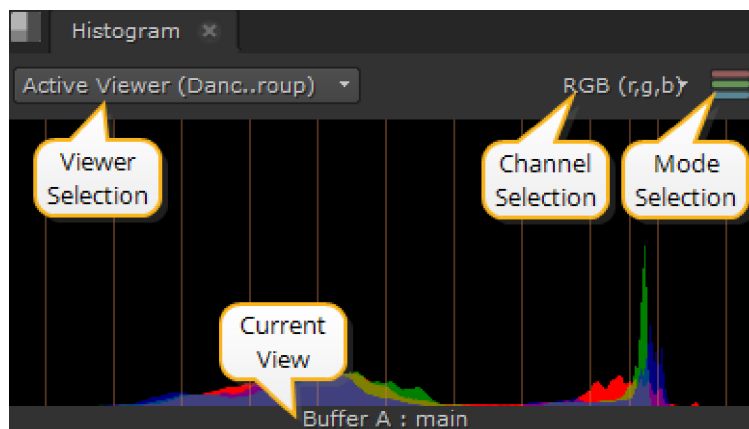 Histogram
Active Viewer (Danc..roup)
RGB (r,g,b)
Viewer
Selection
Channel
Selection
Mode
Selection
Current
View
Buffer A : main